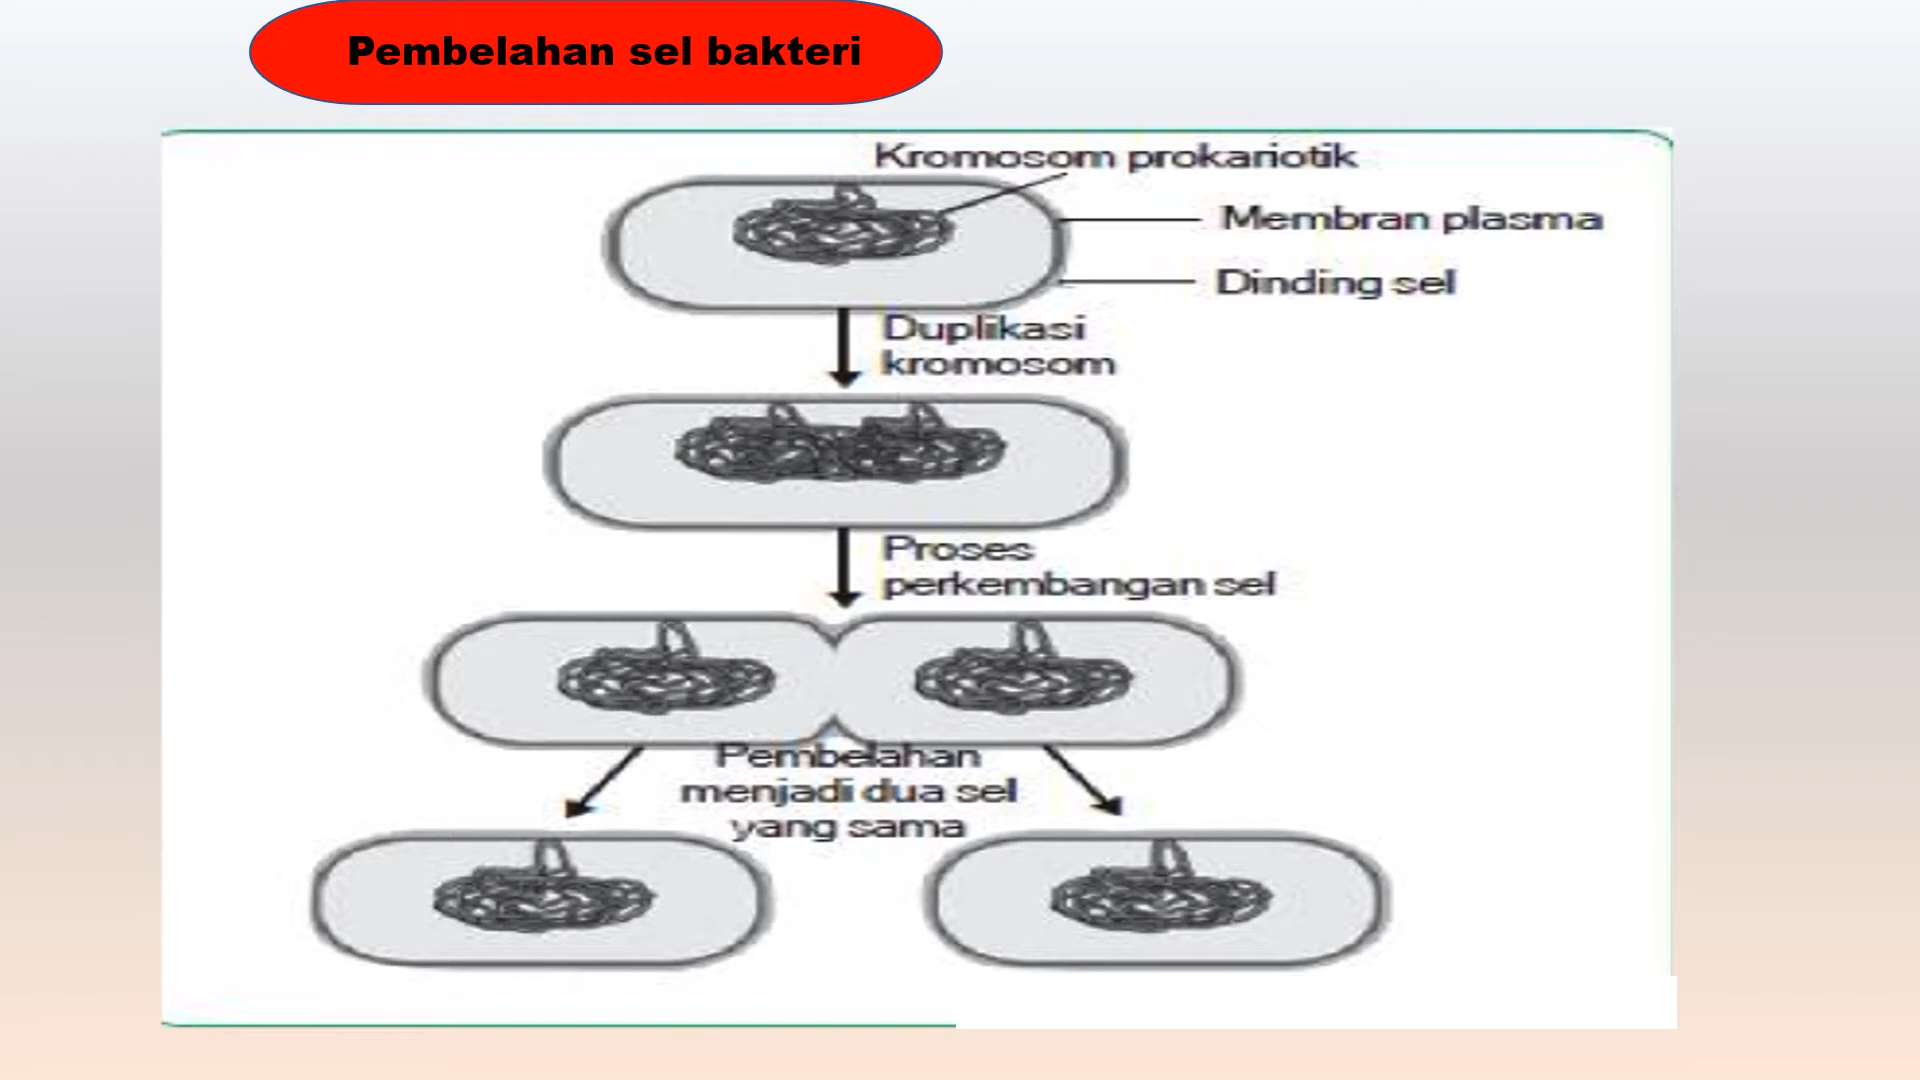 Pembelahan sel bakteri
Kromosom prokariotik
Membran plasma
Dinding sel
Duplikasi
kromosom
Proses
perkembangan sel
Pembelahan
menjadi dua sel
yang sama